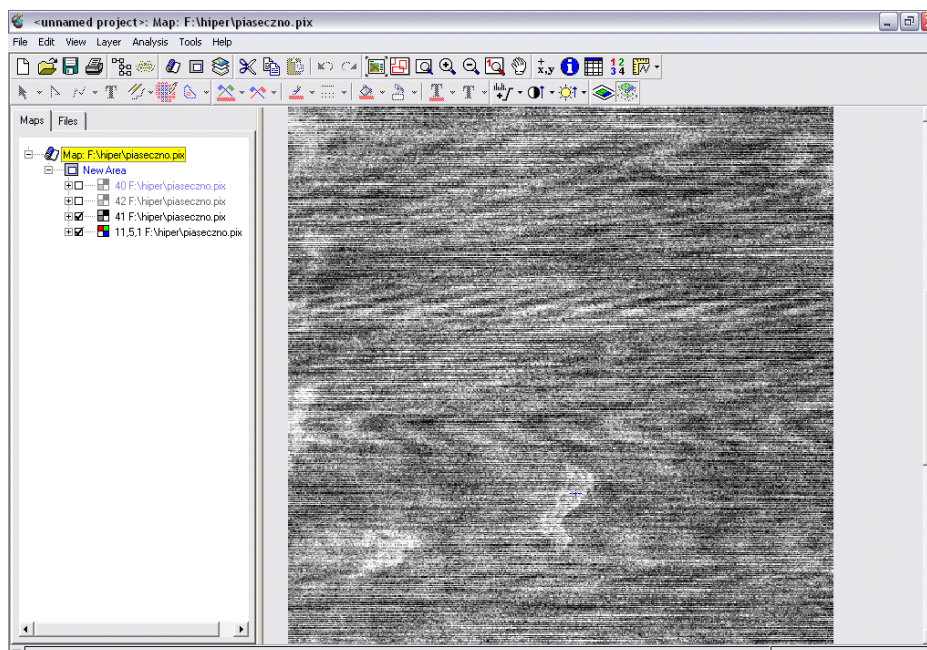 <unnamed project>: Map: F:\hiper\piaseczno.pix
File Edit View Layer Analysis Tools Help
Maps Files
Map: F:\hiper\piaseczno.pix
New Area
40 F:\hiper\piaseczno.pix
42 F:\hiper\piaseczno.pix
41 F:\hiper\piaseczno.pix
11,5,1 F:\hiper\piaseczno.pix